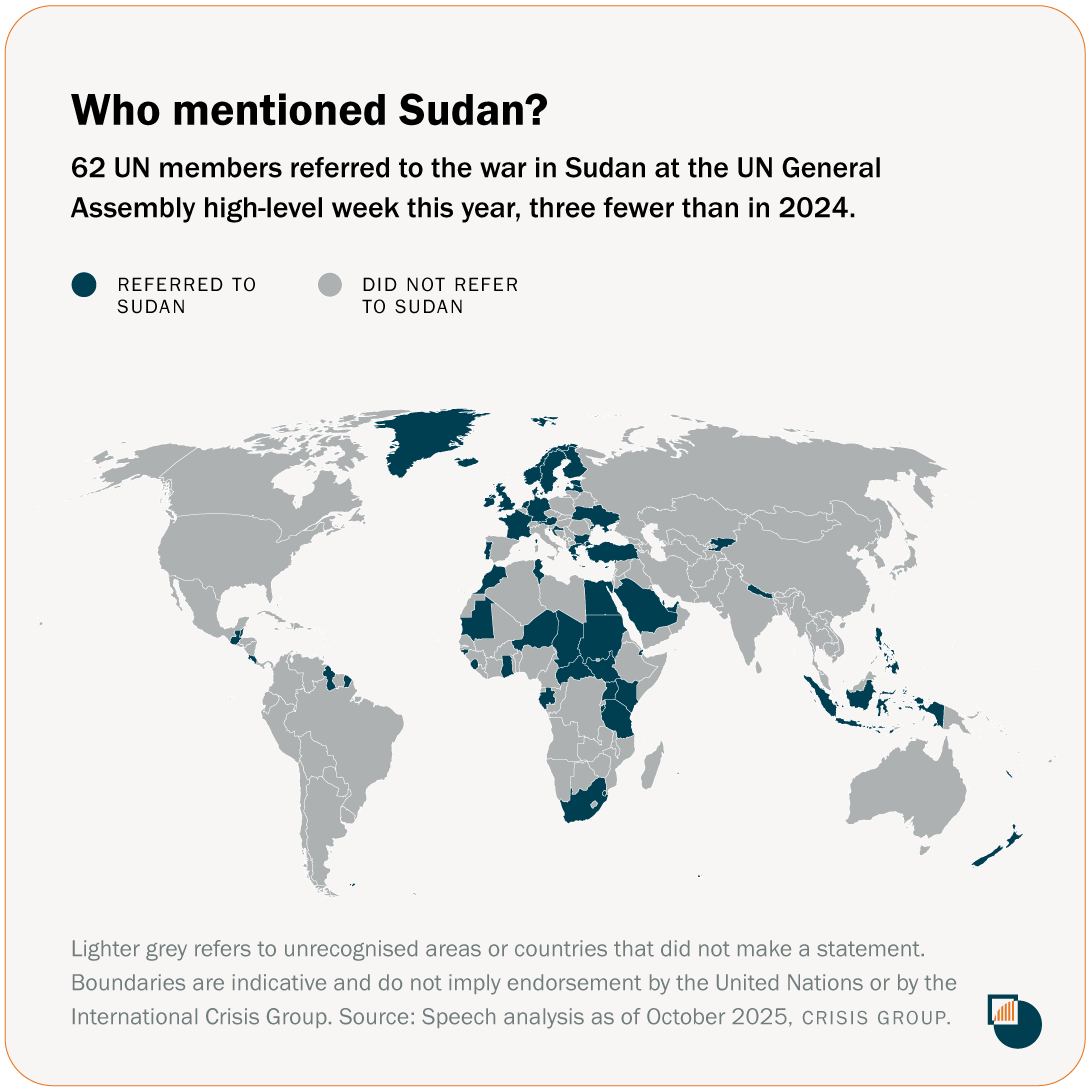 Who mentioned Sudan?
62 UN members referred to the war in Sudan at the UN General
Assembly high-level week this year, three fewer than in 2024.
REFERRED TO
SUDAN
DID NOT REFER
TO SUDAN
Lighter grey refers to unrecognised areas or countries that did not make a statement.
Boundaries are indicative and do not imply endorsement by the United Nations or by the
International Crisis Group. Source: Speech analysis as of October 2025, CRISIS GROUP.